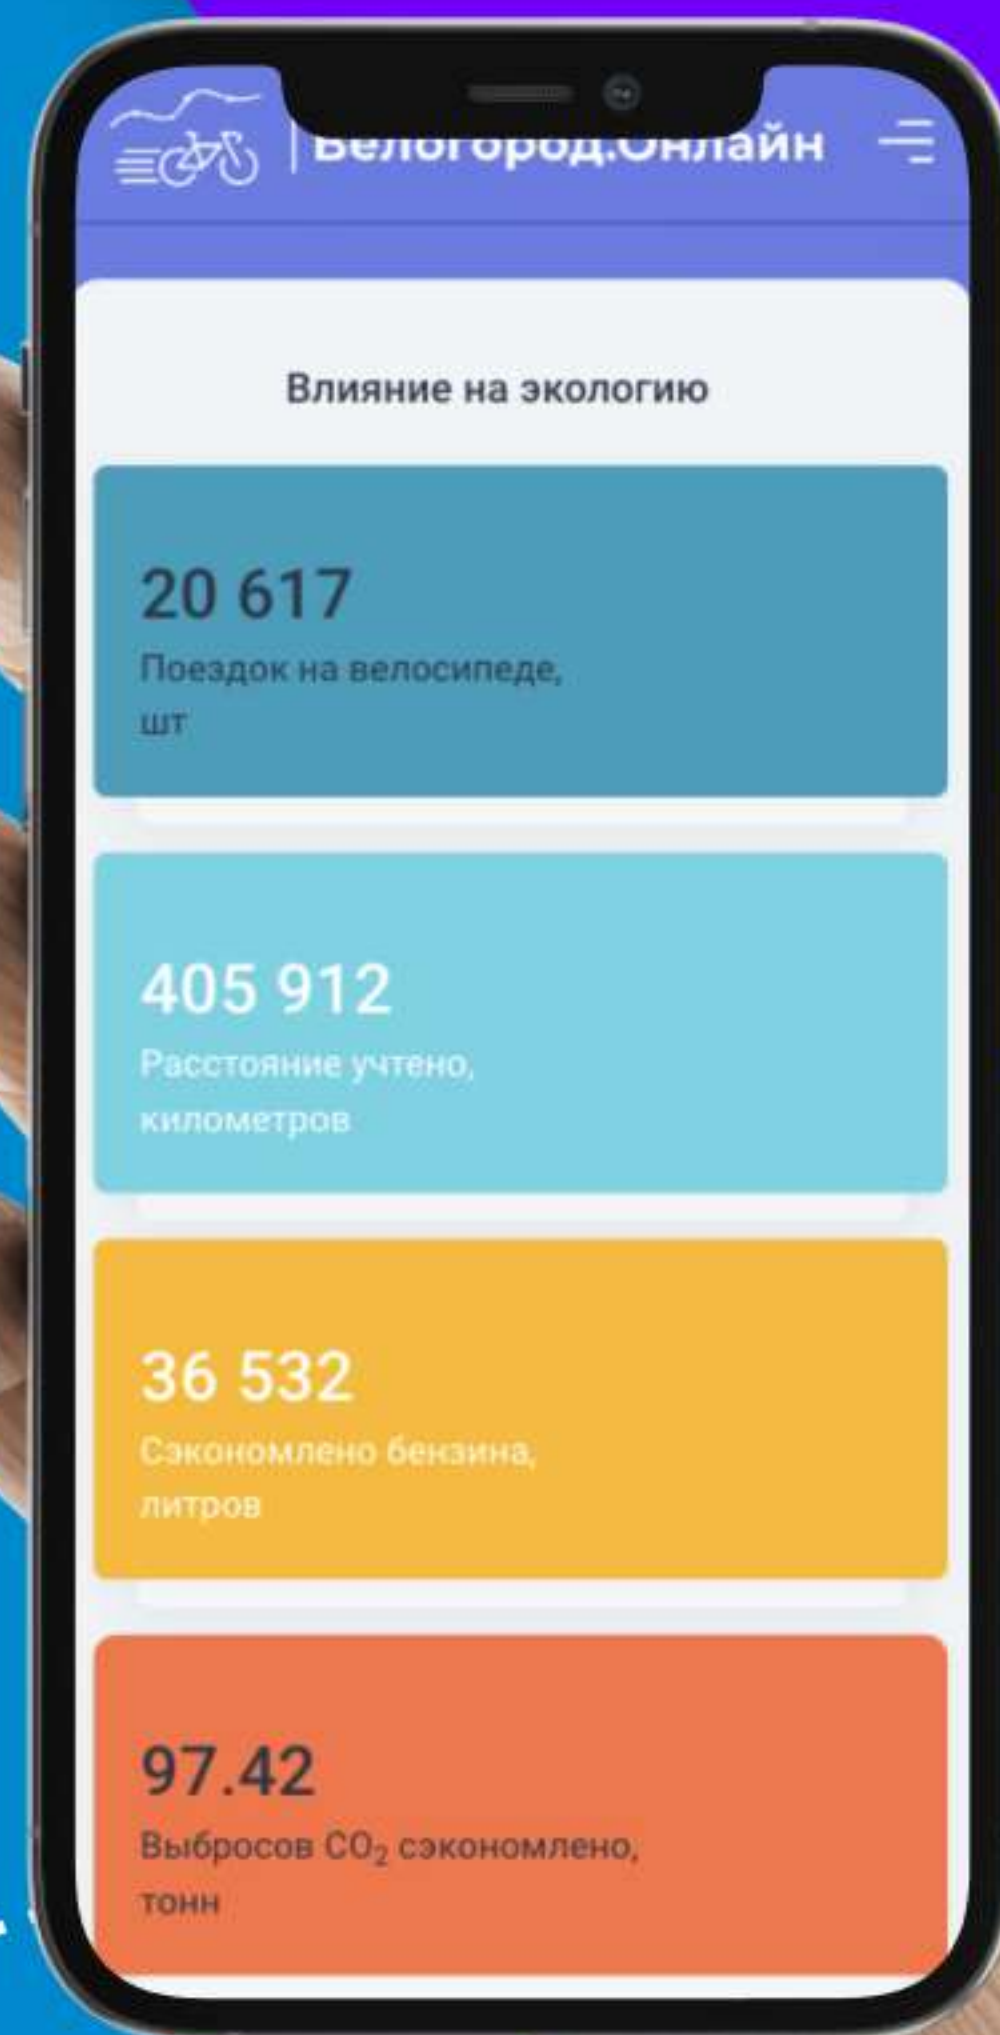 Велогород.Онлайн
Влияние на экологию
20 617
Поездок на велосипеде,
шт
405 912
Расстояние учтено,
километров
36 532
Сэкономлено бензина,
литров
97.42
Выбросов CO₂ сэкономлено,
тонн